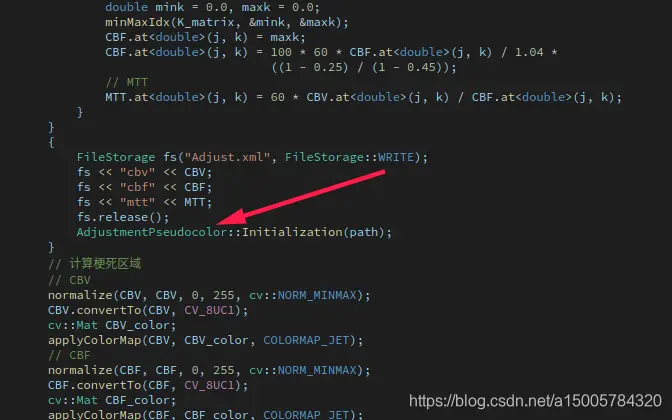 double mink = 0.0, maxk = 0.0;
minMaxIdx(K_matrix, &mink, &maxk);
CBF.at<double>(j, k) = maxk;
CBF.at<double>(j, k) = 100 * 60 * CBF.at<double>(j, k) / 1.04 *
((1 - 0.25) / (1 - 0.45));
// MTT
MTT.at<double>(j, k) = 60 * CBV.at<double>(j, k) / CBF.at<double>(j, k);
}
}
{
FileStorage fs("Adjust.xml", FileStorage::WRITE);
fs << "cbv" << CBV;
fs << "cbf" << CBF;
fs << "mtt" << MTT;
fs.release();
AdjustmentPseudocolor::Initialization(path);
}
// 计算梗死区域
// CBV
normalize(CBV, CBV, 0, 255, cv::NORM_MINMAX);
CBV.convertTo(CBV, CV_8UC1);
cv::Mat CBV_color;
applyColorMap(CBV, CBV_color, COLORMAP_JET);
// CBF
normalize(CBF, CBF, 0, 255, cv::NORM_MINMAX);
CBF.convertTo(CBF, CV_8UC1);
cv::Mat CBF_color;
applyColorMap(CBF, CBF_color, COLORMAP_JET);
https://blog.csdn.net/a15005784320